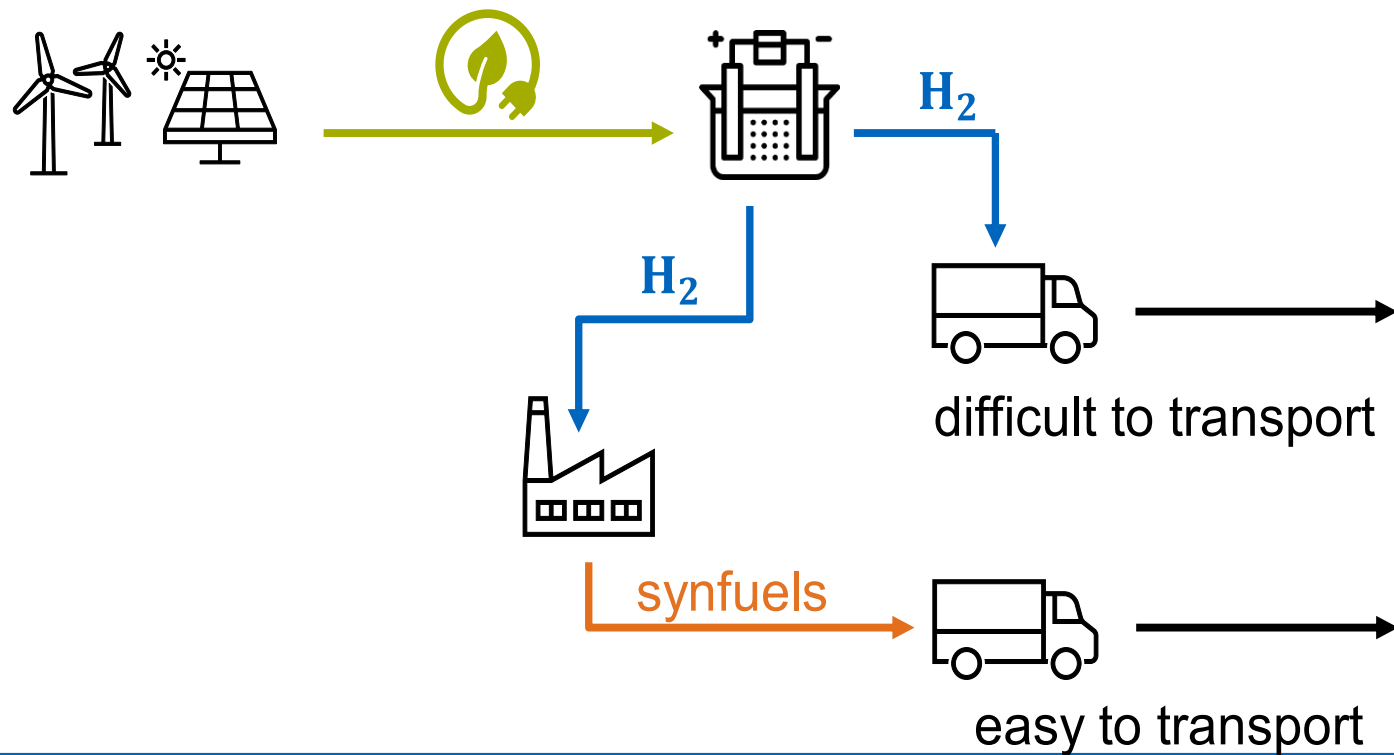 + −
H₂
H₂
difficult to transport
synfuels
easy to transport